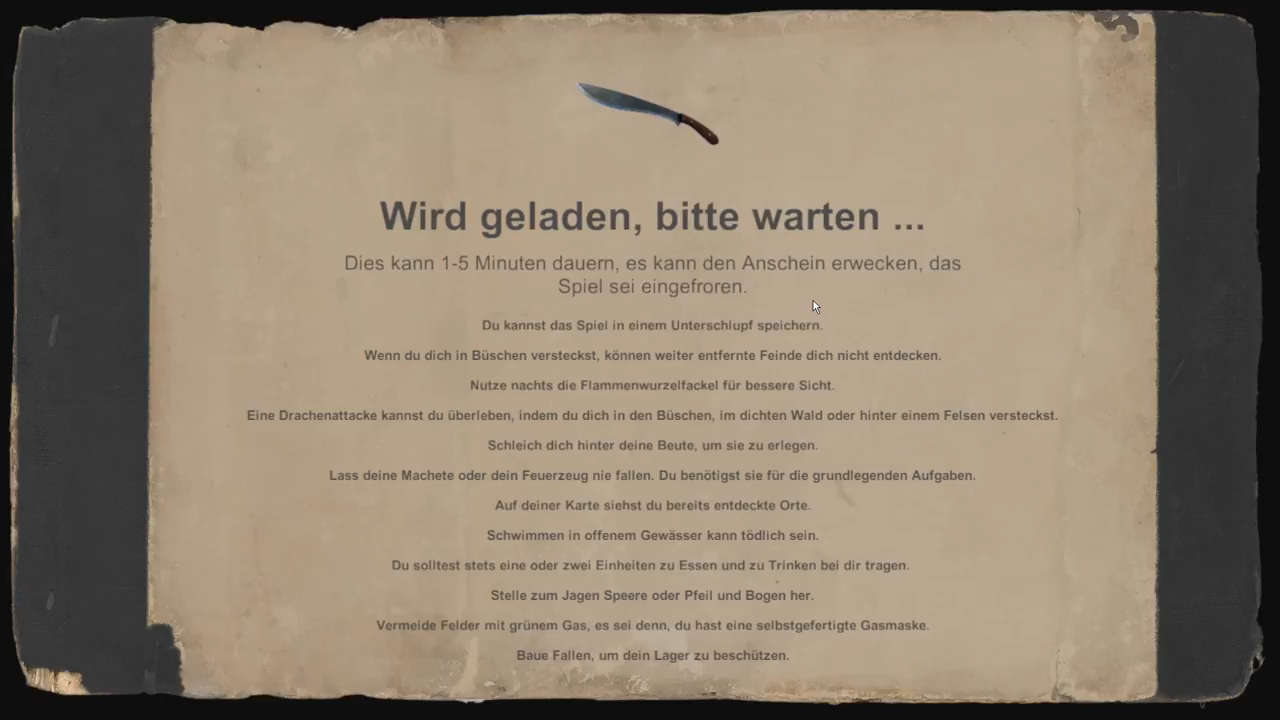 Wird geladen, bitte warten ...
Dies kann 1-5 Minuten dauern, es kann den Anschein erwecken, das
Spiel sei eingefroren.
Du kannst das Spiel in einem Unterschlupf speichern.
Wenn du dich in Büschen versteckst, können weiter entfernte Feinde dich nicht entdecken.
Nutze nachts die Flammenwurzelfackel für bessere Sicht.
Eine Drachenattacke kannst du überleben, indem du dich in den Büschen, im dichten Wald oder hinter einem Felsen versteckst.
Schleich dich hinter deine Beute, um sie zu erlegen.
Lass deine Machete oder dein Feuerzeug nie fallen. Du benötigst sie für die grundlegenden Aufgaben.
Auf deiner Karte siehst du bereits entdeckte Orte.
Schwimmen in offenem Gewässer kann tödlich sein.
Du solltest stets eine oder zwei Einheiten zu Essen und zu Trinken bei dir tragen.
Stelle zum Jagen Speere oder Pfeil und Bogen her.
Vermeide Felder mit grünem Gas, es sei denn, du hast eine selbstgefertigte Gasmaske.
Baue Fallen, um dein Lager zu beschützen.